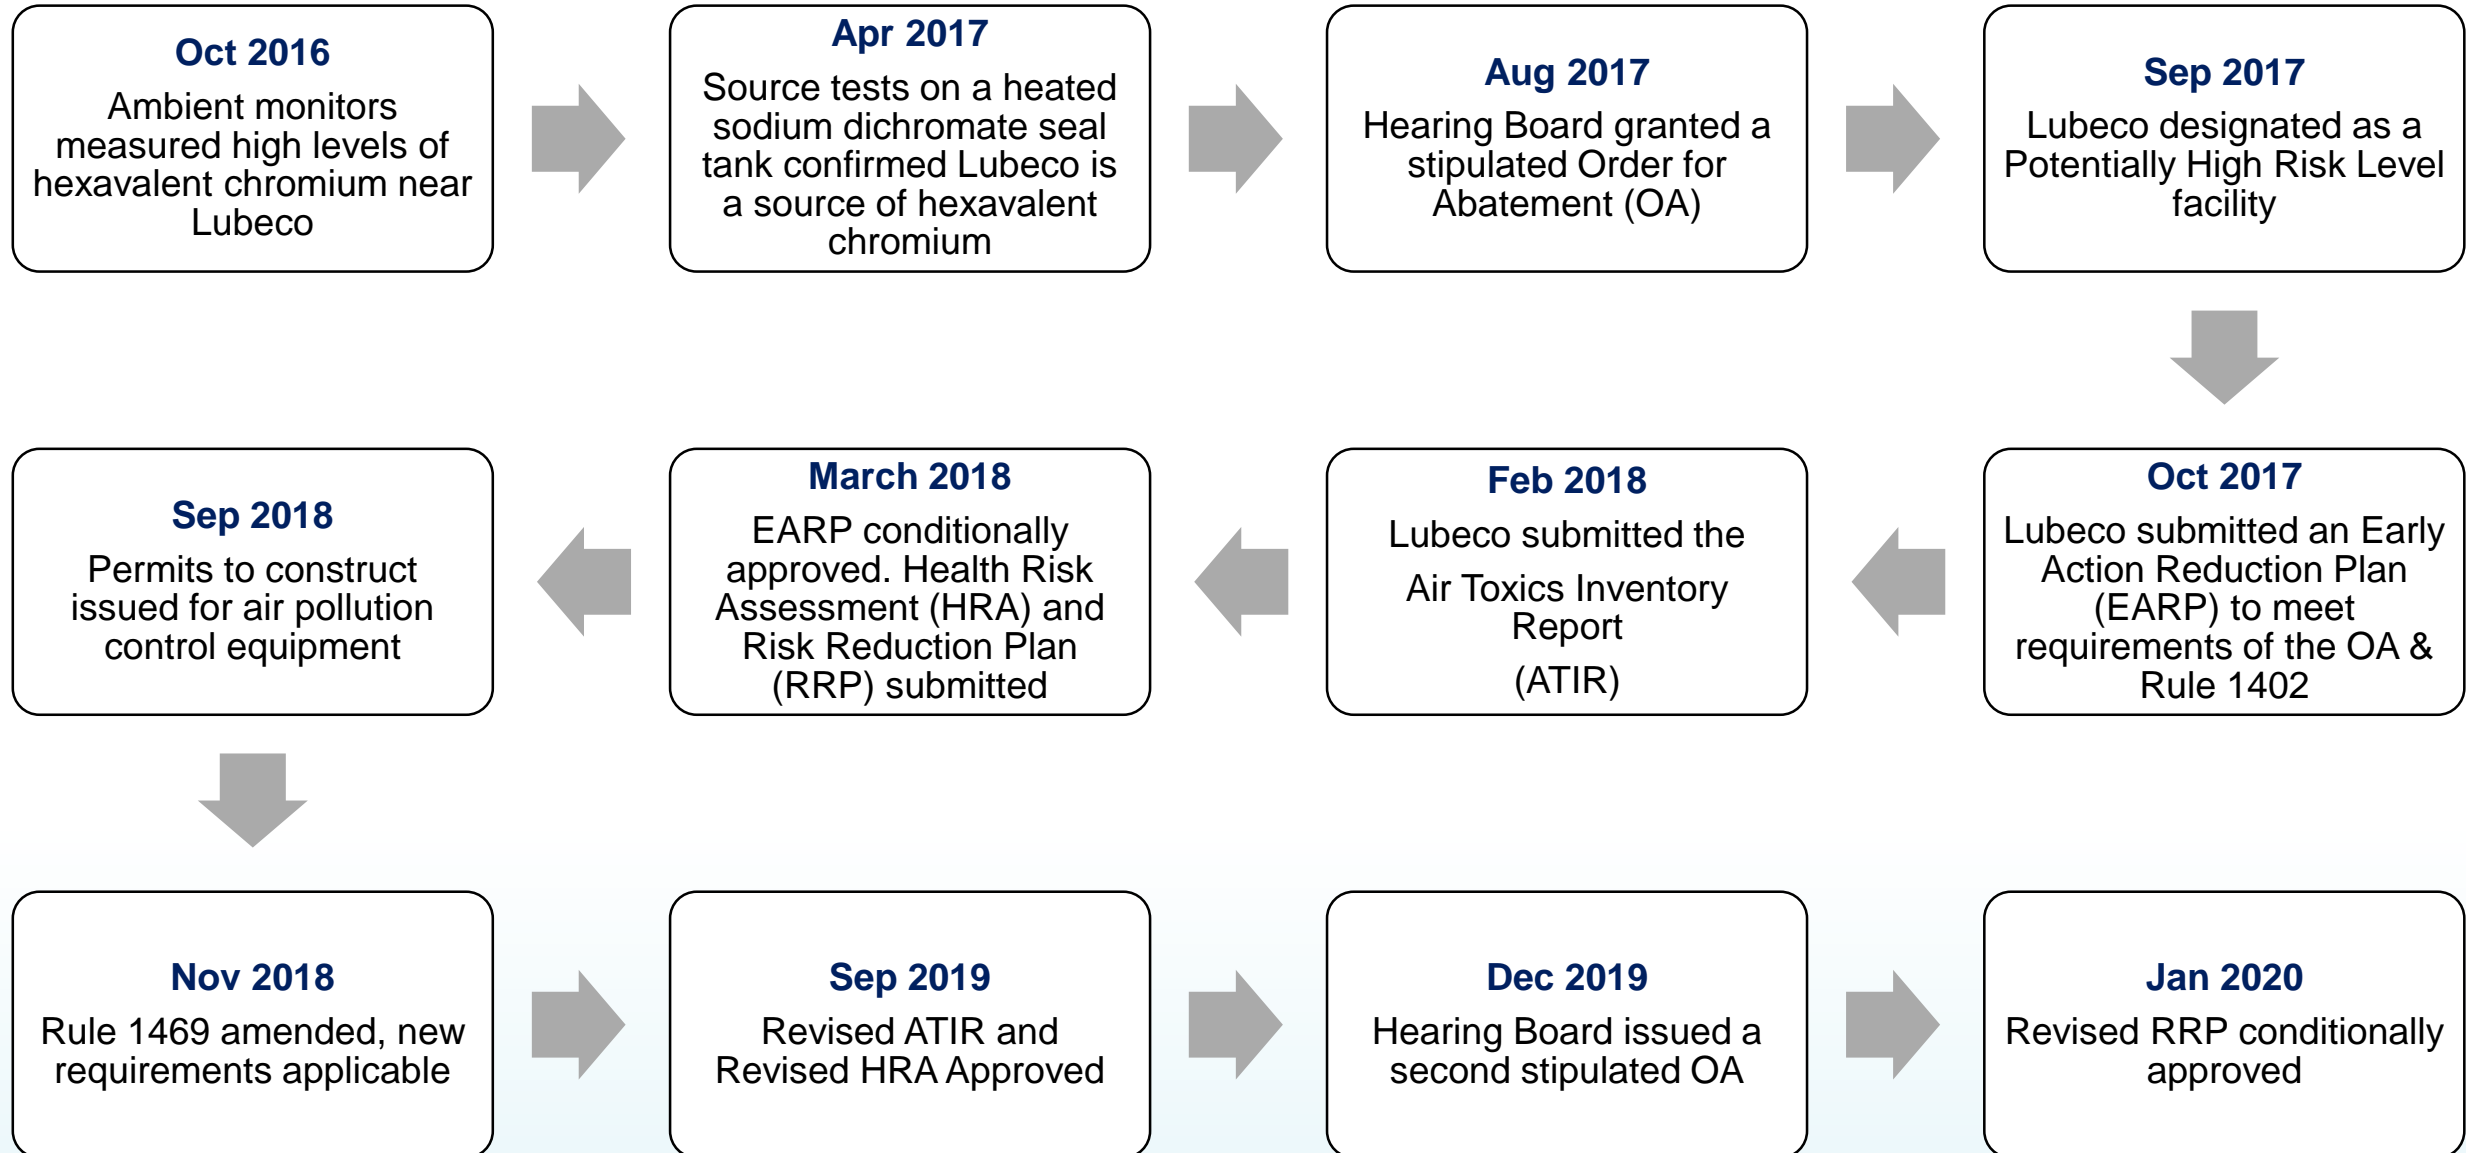 Oct 2016
Ambient monitors
measured high levels of
hexavalent chromium near
Lubeco
Apr 2017
Source tests on a heated
sodium dichromate seal
tank confirmed Lubeco is
a source of hexavalent
chromium
Aug 2017
Hearing Board granted a
stipulated Order for
Abatement (OA)
Sep 2017
Lubeco designated as a
Potentially High Risk Level
facility
Oct 2017
Lubeco submitted an Early
Action Reduction Plan
(EARP) to meet
requirements of the OA &
Rule 1402
Feb 2018
Lubeco submitted the
Air Toxics Inventory
Report
(ATIR)
March 2018
EARP conditionally
approved. Health Risk
Assessment (HRA) and
Risk Reduction Plan
(RRP) submitted
Sep 2018
Permits to construct
issued for air pollution
control equipment
Nov 2018
Rule 1469 amended, new
requirements applicable
Sep 2019
Revised ATIR and
Revised HRA Approved
Dec 2019
Hearing Board issued a
second stipulated OA
Jan 2020
Revised RRP conditionally
approved